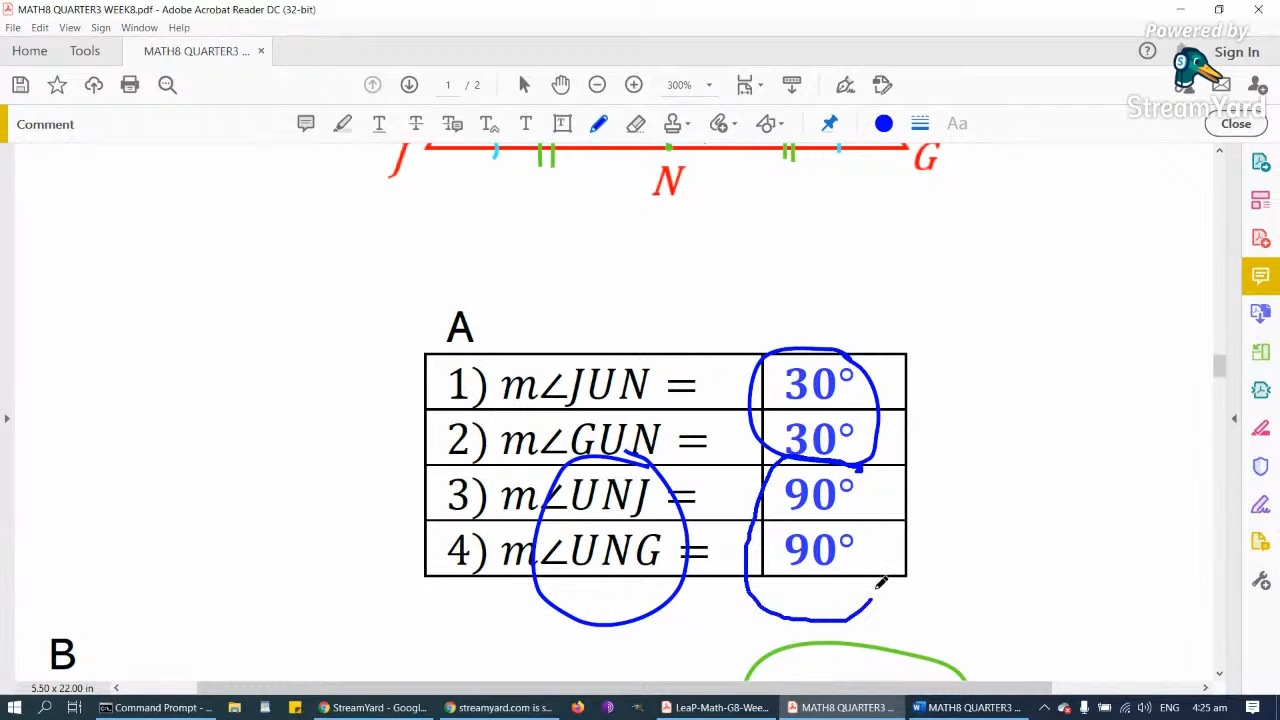 MATH8 QUARTER3 WEEK8.pdf - Adobe Acrobat Reader DC (32-bit)
File Edit View Sign Window Help
Powered by
StreamYard
Home Tools MATH8 QUARTER3 ... × Sign In
1 / 2 300%
Comment Aa Close
J N G
A
1) m∠JUN = 30°
2) m∠GUN = 30°
3) m∠UNJ = 90°
4) m∠UNG = 90°
B
5.50 x 22.00 in
Command Prompt - ... StreamYard - Googl... streamyard.com is s... LeaP-Math-G8-Wee... MATH8 QUARTER3 ... MATH8 QUARTER3 ... ENG 4:25 am